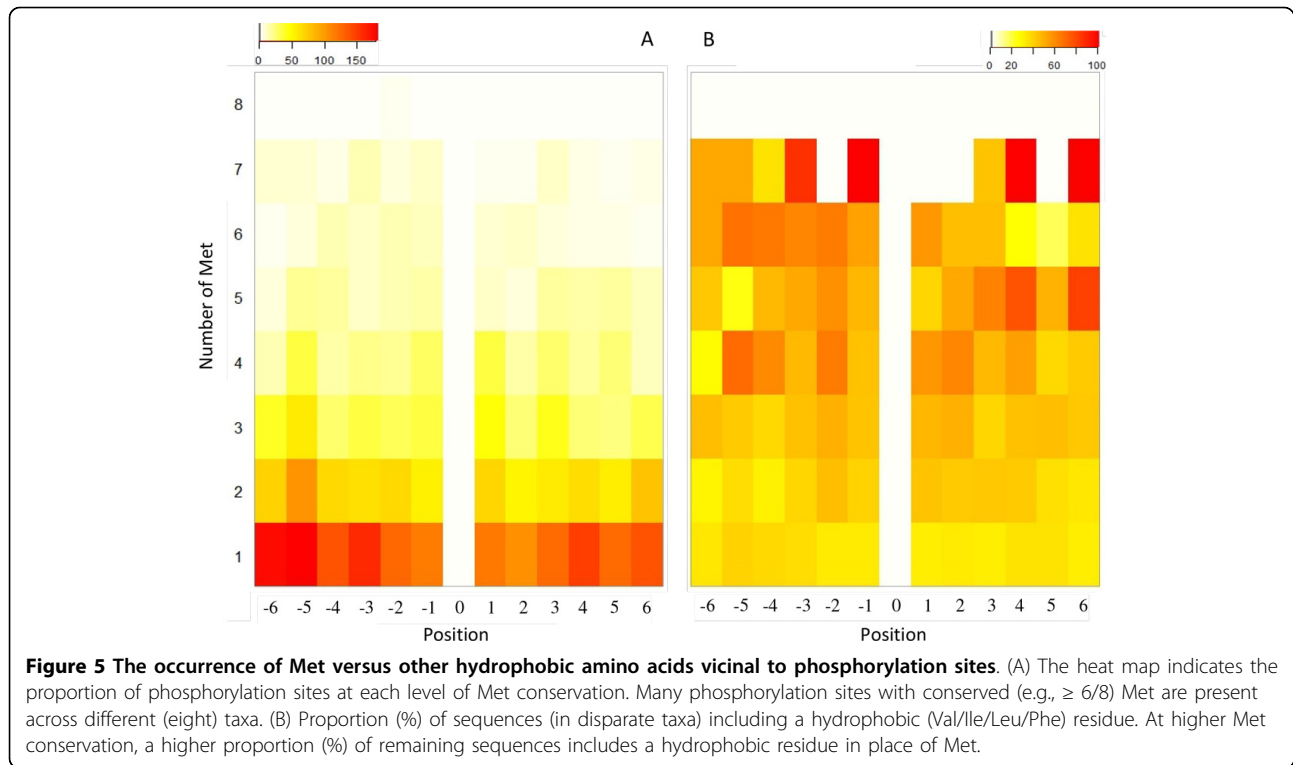 0 50 100 150
A
B
0 20 60 100
Number of Met
8
7
6
5
4
3
2
1
-6 -5 -4 -3 -2 -1 0 1 2 3 4 5 6
Position
-6 -5 -4 -3 -2 -1 0 1 2 3 4 5 6
Position
Figure 5 The occurrence of Met versus other hydrophobic amino acids vicinal to phosphorylation sites. (A) The heat map indicates the
proportion of phosphorylation sites at each level of Met conservation. Many phosphorylation sites with conserved (e.g., ≥ 6/8) Met are present
across different (eight) taxa. (B) Proportion (%) of sequences (in disparate taxa) including a hydrophobic (Val/Ile/Leu/Phe) residue. At higher Met
conservation, a higher proportion (%) of remaining sequences includes a hydrophobic residue in place of Met.